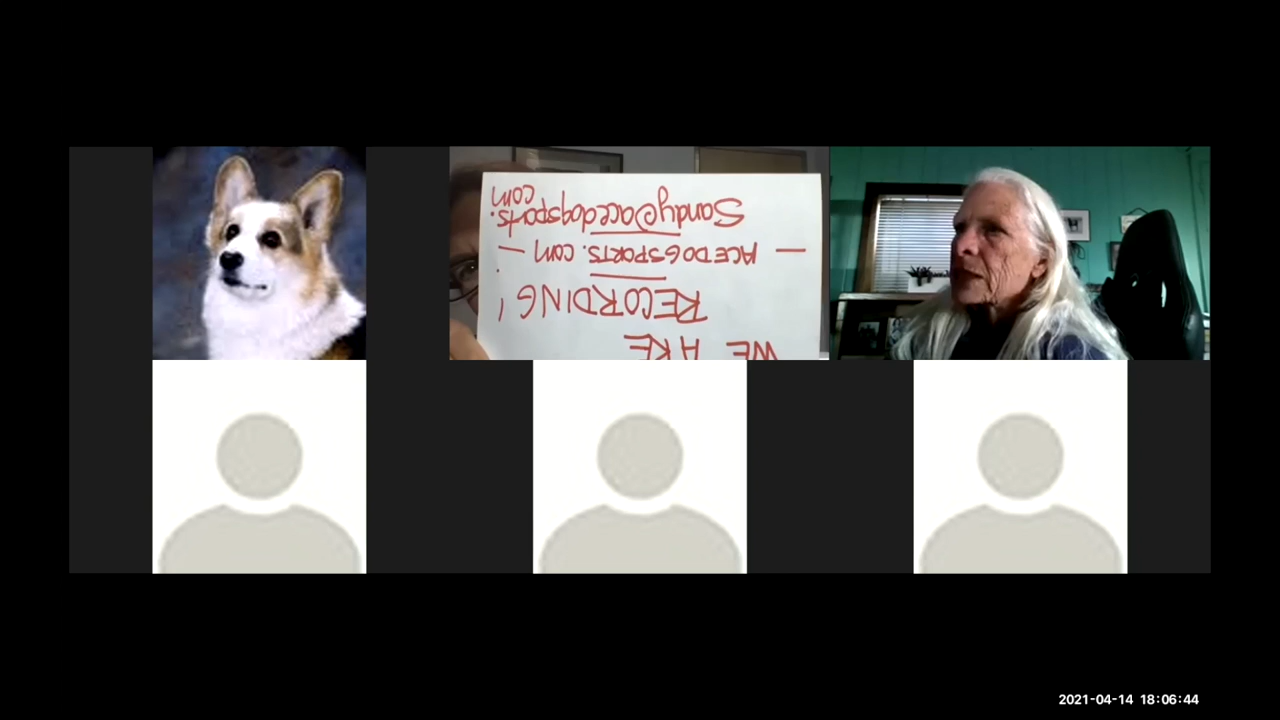 WE ARE
RECORDING!
— ACEDOGSPORTS.COM —
Sandy@acedogsports.
com
2021-04-14 18:06:44